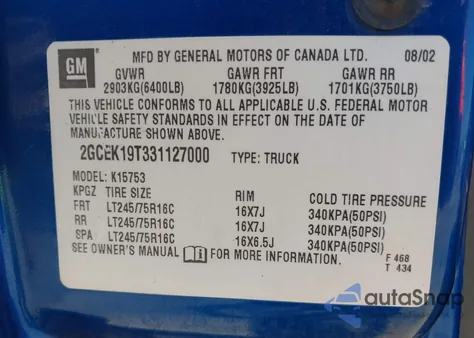 GM
MFD BY GENERAL MOTORS OF CANADA LTD. 08/02
GVWR GAWR FRT GAWR RR
2903KG(6400LB) 1780KG(3925LB) 1701KG(3750LB)
THIS VEHICLE CONFORMS TO ALL APPLICABLE U.S. FEDERAL MOTOR
VEHICLE SAFETY STANDARDS IN EFFECT ON THE DATE OF
MANUFACTURE SHOWN ABOVE.
2GCEK19T331127000 TYPE: TRUCK
MODEL: K15753
KPGZ TIRE SIZE RIM COLD TIRE PRESSURE
FRT LT245/75R16C 16X7J 340KPA(50PSI)
RR LT245/75R16C 16X7J 340KPA(50PSI)
SPA LT245/75R16C 16X6.5J 340KPA(50PSI)
SEE OWNER'S MANUAL i FOR MORE INFORMATION.
F 468
T 434
autoSnap